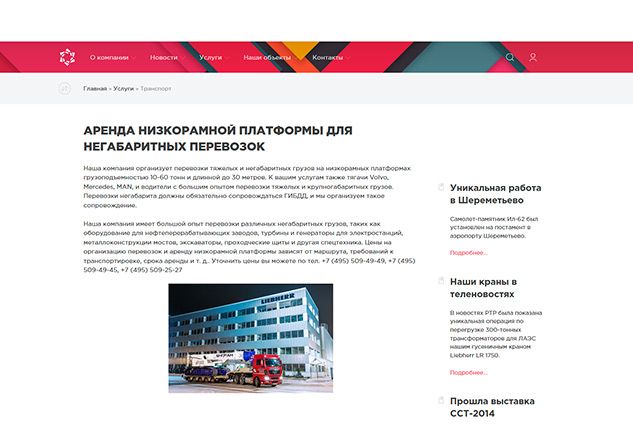 О компании
Новости
Услуги
Наши объекты
Контакты
Главная » Услуги » Транспорт
АРЕНДА НИЗКОРАМНОЙ ПЛАТФОРМЫ ДЛЯ
НЕГАБАРИТНЫХ ПЕРЕВОЗОК
Наша компания организует перевозки тяжелых и негабаритных грузов на низкорамных платформах
грузоподъемностью 10-60 тонн и длинной до 30 метров. К вашим услугам также тягачи Volvo,
Mercedes, MAN, и водители с большим опытом перевозки тяжелых и крупногабаритных грузов.
Перевозки негабарита должны обязательно сопровождаться ГИБДД, и мы организуем такое
сопровождение.
Наша компания имеет большой опыт перевозки различных негабаритных грузов, таких как
оборудование для нефтеперерабатывающих заводов, турбины и генераторы для электростанций,
металлоконструкции мостов, экскаваторы, проходческие щиты и другая спецтехника. Цены на
организацию перевозок и аренду низкорамной платформы зависят от маршрута, требований к
транспортировке, срока аренды и т. д.. Уточнить цены вы можете по тел. +7 (495) 509-49-49, +7 (495)
509-49-45, +7 (495) 509-25-27
LIEBHERR
Уникальная работа
в Шереметьево
Самолет-памятник Ил-62 был
установлен на постамент в
аэропорту Шереметьево.
Подробнее...
Наши краны в
теленовостях
В новостях РТР была показана
уникальная операция по
перегрузке 300-тонных
трансформаторов для ЛАЭС
нашим гусеничным краном
Liebherr LR 1750.
Подробнее...
Прошла выставка
СТТ-2014